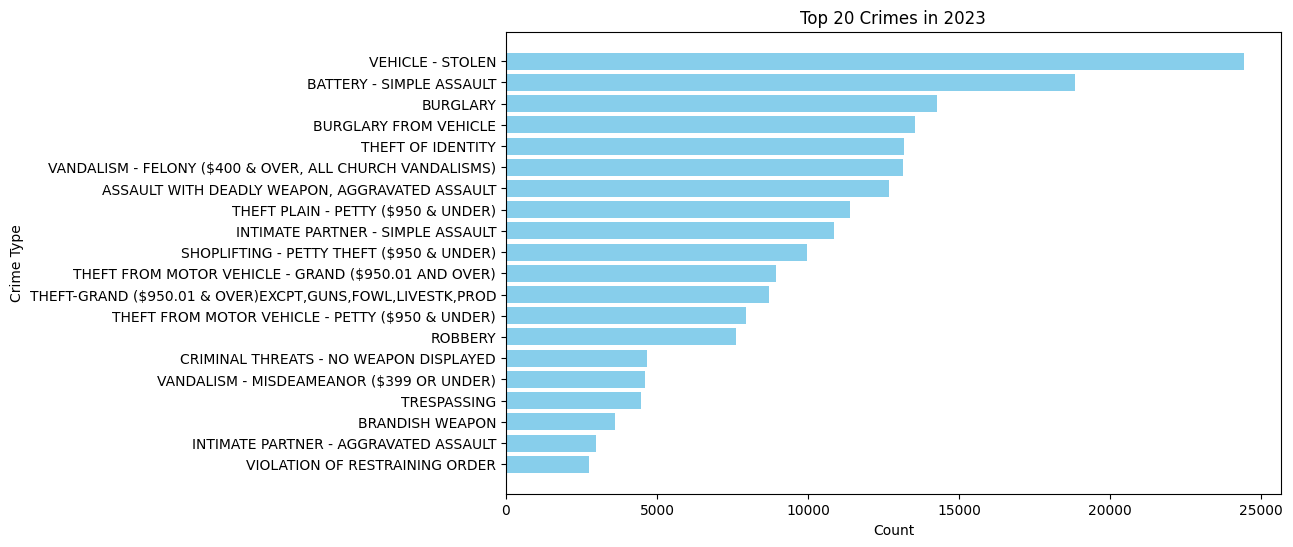 Top 20 Crimes in 2023
Crime Type
VEHICLE - STOLEN
BATTERY - SIMPLE ASSAULT
BURGLARY
BURGLARY FROM VEHICLE
THEFT OF IDENTITY
VANDALISM - FELONY ($400 & OVER, ALL CHURCH VANDALISMS)
ASSAULT WITH DEADLY WEAPON, AGGRAVATED ASSAULT
THEFT PLAIN - PETTY ($950 & UNDER)
INTIMATE PARTNER - SIMPLE ASSAULT
SHOPLIFTING - PETTY THEFT ($950 & UNDER)
THEFT FROM MOTOR VEHICLE - GRAND ($950.01 AND OVER)
THEFT-GRAND ($950.01 & OVER)EXCPT,GUNS,FOWL,LIVESTK,PROD
THEFT FROM MOTOR VEHICLE - PETTY ($950 & UNDER)
ROBBERY
CRIMINAL THREATS - NO WEAPON DISPLAYED
VANDALISM - MISDEAMEANOR ($399 OR UNDER)
TRESPASSING
BRANDISH WEAPON
INTIMATE PARTNER - AGGRAVATED ASSAULT
VIOLATION OF RESTRAINING ORDER
0 5000 10000 15000 20000 25000
Count